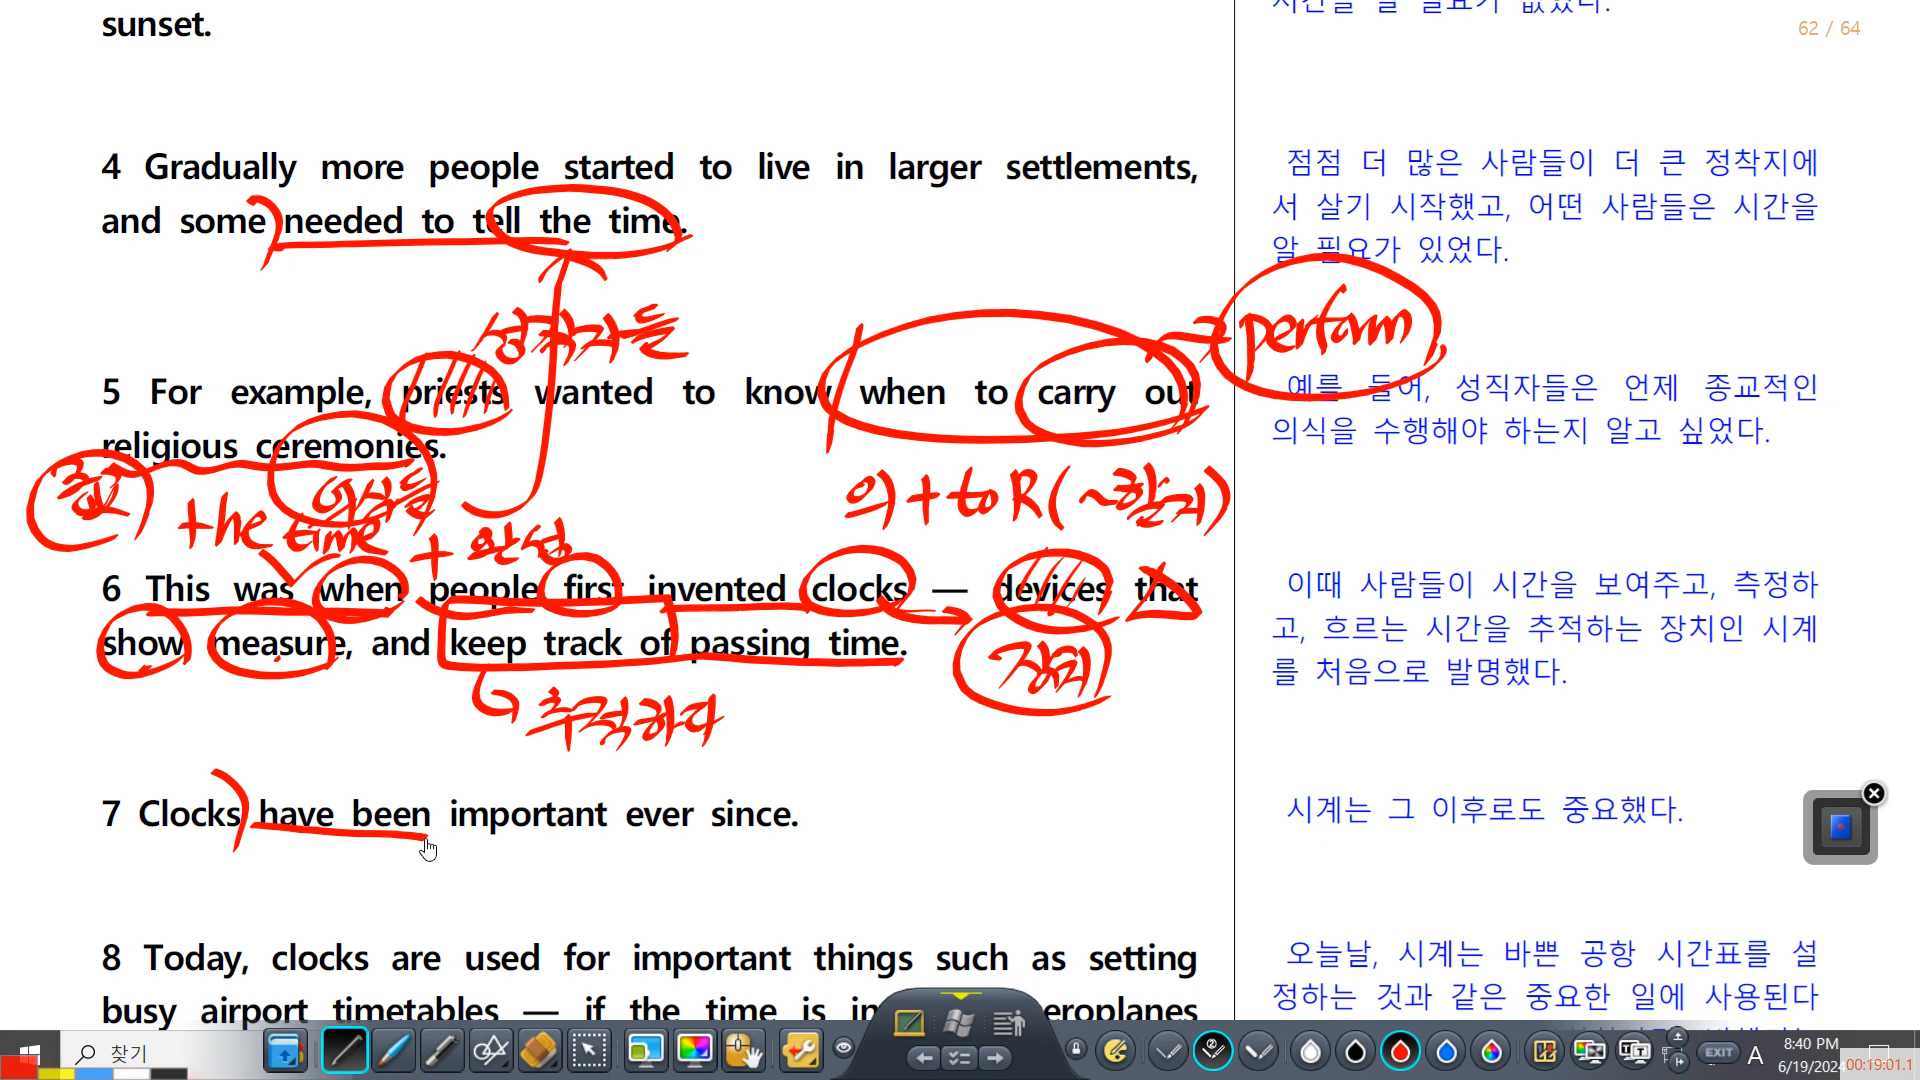 sunset.
62 / 64
4 Gradually more people started to live in larger settlements,
and some needed to tell the time.
점점 더 많은 사람들이 더 큰 정착지에
서 살기 시작했고, 어떤 사람들은 시간을
알 필요가 있었다.
성직자들
perform
5 For example, priests wanted to know when to carry out
religious ceremonies.
예를 들어, 성직자들은 언제 종교적인
의식을 수행해야 하는지 알고 싶었다.
종교
의식들
의+to R(~할지)
the time
+ 완성
6 This was when people first invented clocks — devices that
show, measure, and keep track of passing time.
이때 사람들이 시간을 보여주고, 측정하
고, 흐르는 시간을 추적하는 장치인 시계
를 처음으로 발명했다.
장치
추적하다
7 Clocks have been important ever since.
시계는 그 이후로도 중요했다.
8 Today, clocks are used for important things such as setting
busy airport timetables — if the time is in
오늘날, 시계는 바쁜 공항 시간표를 설
정하는 것과 같은 중요한 일에 사용된다
찾기
EXIT
A
8:40 PM
6/19/2024
00:19:01.1